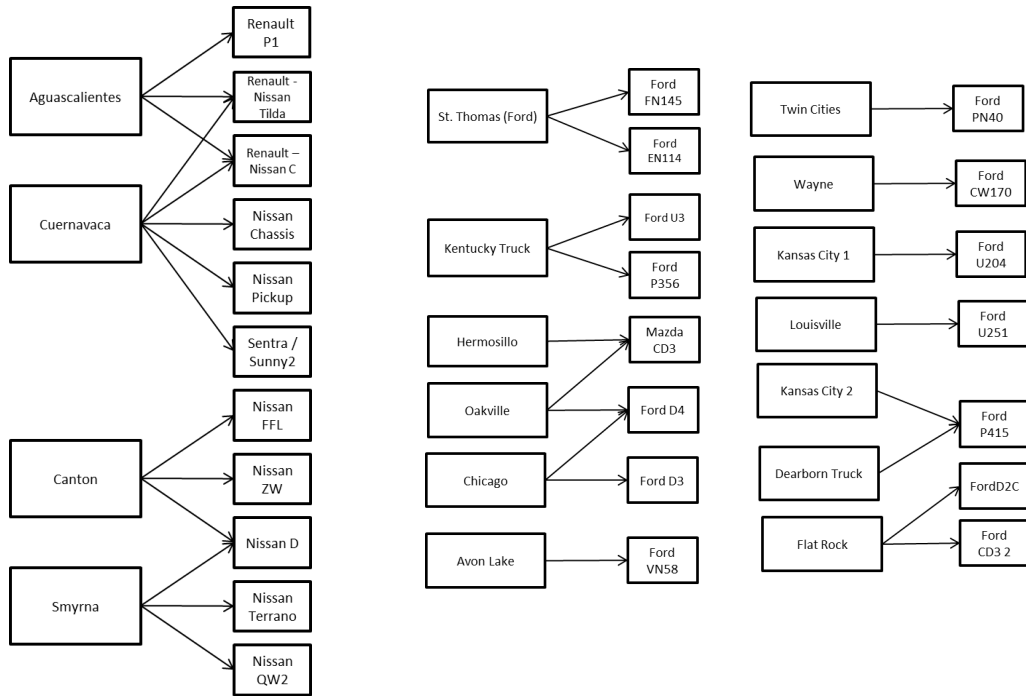 Renault
P1
Aguascalientes
Renault -
Nissan
Tilda
Renault –
Nissan C
Cuernavaca
Nissan
Chassis
Nissan
Pickup
Sentra /
Sunny2
Nissan
FFL
Canton
Nissan
ZW
Nissan D
Smyrna
Nissan
Terrano
Nissan
QW2
St. Thomas (Ford)
Ford
FN145
Ford
EN114
Kentucky Truck
Ford U3
Ford
P356
Hermosillo
Mazda
CD3
Oakville
Ford D4
Chicago
Ford D3
Avon Lake
Ford
VN58
Twin Cities
Ford
PN40
Wayne
Ford
CW170
Kansas City 1
Ford
U204
Louisville
Ford
U251
Kansas City 2
Ford
P415
Dearborn Truck
FordD2C
Flat Rock
Ford
CD3 2